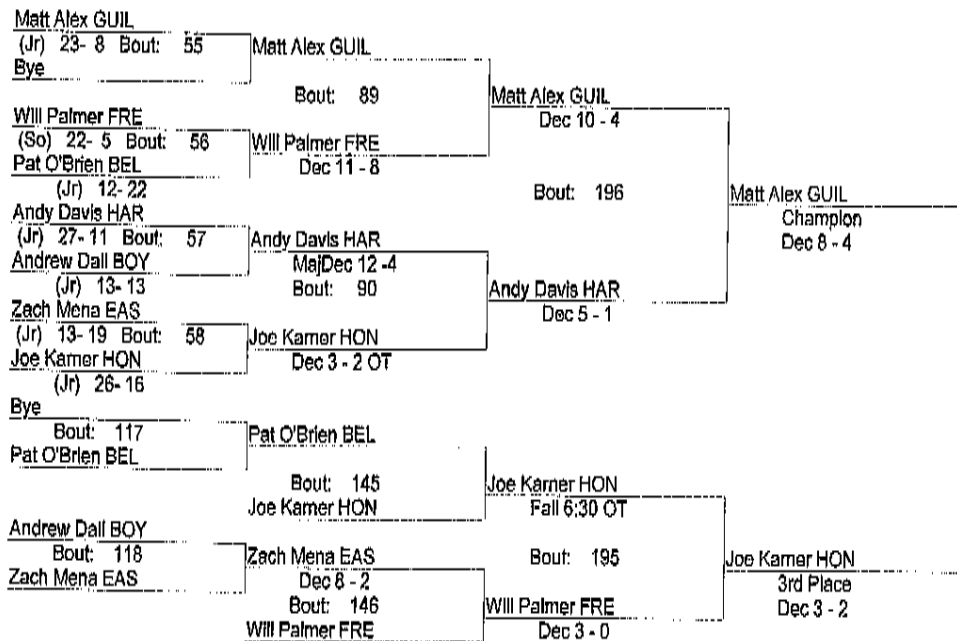 Matt Alex GUIL
(Jr) 23- 8 Bout: 55
Bye
Matt Alex GUIL
Bout: 89
Will Palmer FRE
(So) 22- 5 Bout: 56
Pat O'Brien BEL
(Jr) 12- 22
Will Palmer FRE
Dec 11 - 8
Matt Alex GUIL
Dec 10 - 4
Andy Davis HAR
(Jr) 27- 11 Bout: 57
Andrew Dall BOY
(Jr) 13- 13
Andy Davis HAR
MajDec 12 -4
Bout: 90
Zach Mena EAS
(Jr) 13- 19 Bout: 58
Joe Karner HON
(Jr) 26- 16
Joe Karner HON
Dec 3 - 2 OT
Andy Davis HAR
Dec 5 - 1
Bout: 196
Matt Alex GUIL
Champion
Dec 8 - 4
Bye
Bout: 117
Pat O'Brien BEL
Pat O'Brien BEL
Bout: 145
Joe Karner HON
Joe Karner HON
Fall 6:30 OT
Andrew Dall BOY
Bout: 118
Zach Mena EAS
Zach Mena EAS
Dec 8 - 2
Bout: 146
Will Palmer FRE
Will Palmer FRE
Dec 3 - 0
Bout: 195
Joe Karner HON
3rd Place
Dec 3 - 2